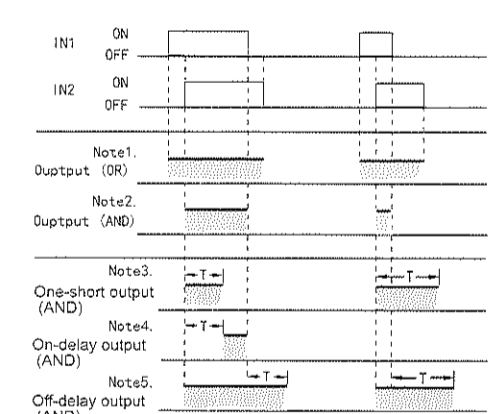 IN1 ON
OFF
IN2 ON
OFF
Note1.
Ouptput (OR)
Note2.
Ouptput (AND)
Note3. T T
One-short output
(AND)
Note4. T
On-delay output
(AND)
Note5. T T
Off-delay output
(AND)